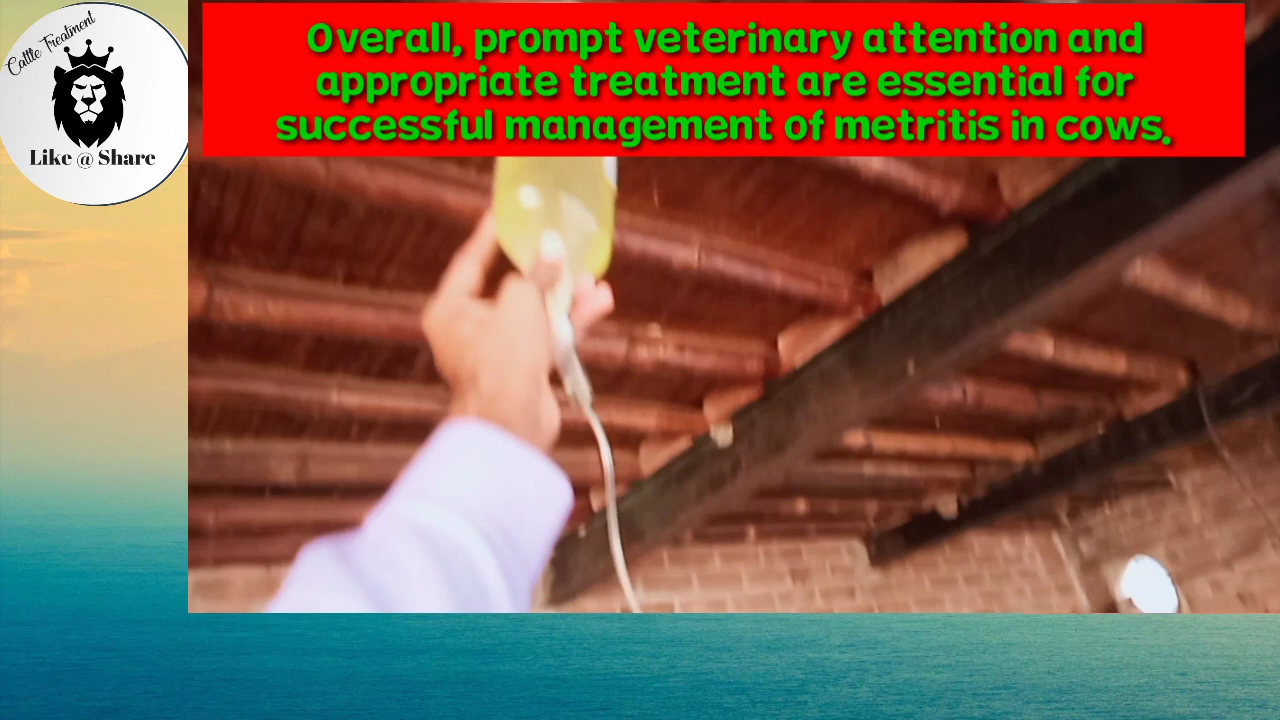 Cattle Treatment
Like @ Share
Overall, prompt veterinary attention and
appropriate treatment are essential for
successful management of metritis in cows.